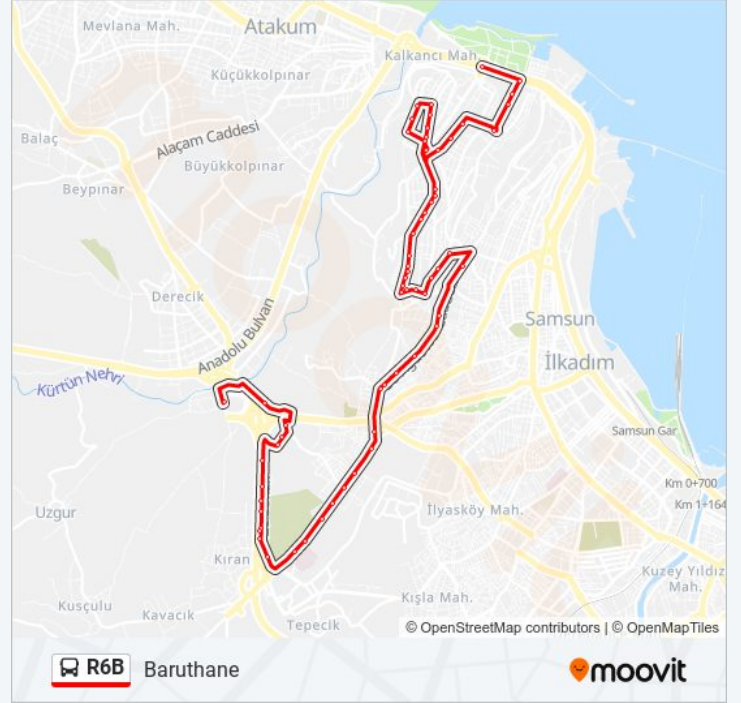 Mevlana Mah.
Atakum
Kalkancı Mah.
Küçükkolpınar
Balaç
Alaçam Caddesi
Büyükkolpınar
Beypınar
Derecik
Anadolu Bulvarı
Samsun
İlkadım
Kürtün Nehri
Samsun Gar
Km 0+700
Km 1+164
İlyasköy Mah.
Uzgur
Kıran
Kuzey Yıldız
Mah.
Kuşçulu
Kavacık
Kışla Mah.
Tepecik
© OpenStreetMap contributors | © OpenMapTiles
R6B Baruthane
moovit